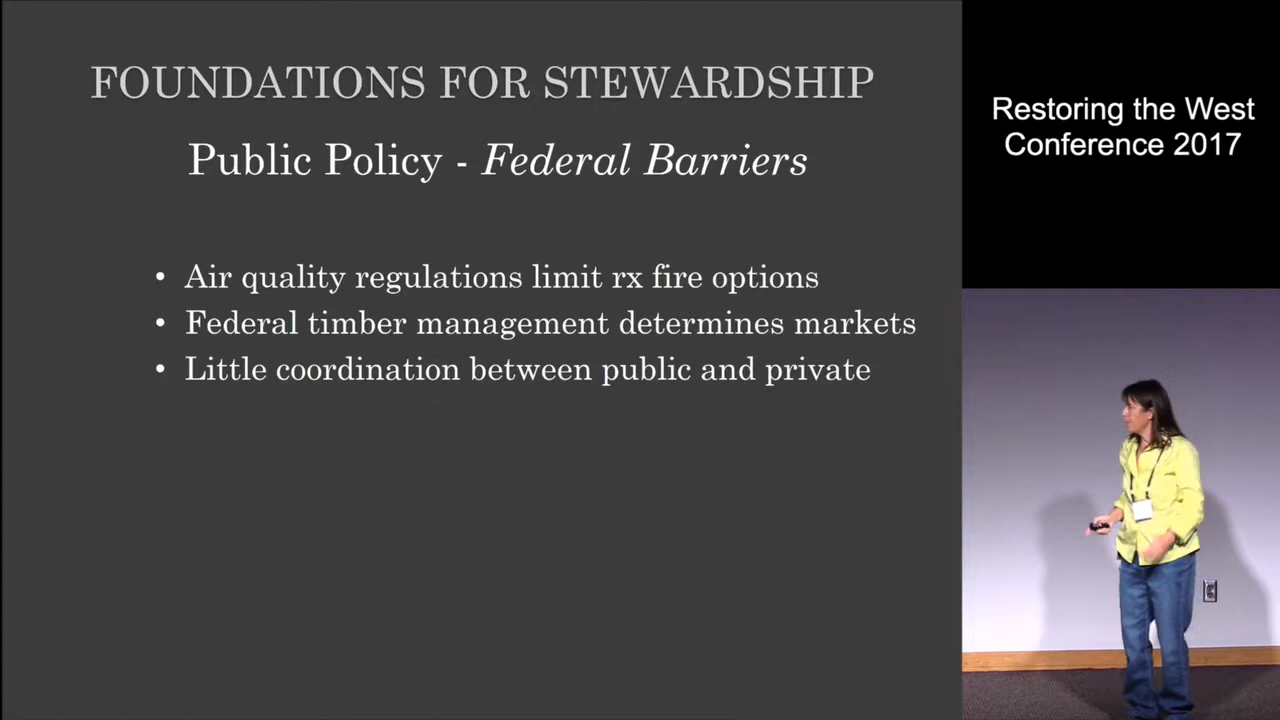 FOUNDATIONS FOR STEWARDSHIP
Public Policy - Federal Barriers
• Air quality regulations limit rx fire options
• Federal timber management determines markets
• Little coordination between public and private
Restoring the West
Conference 2017